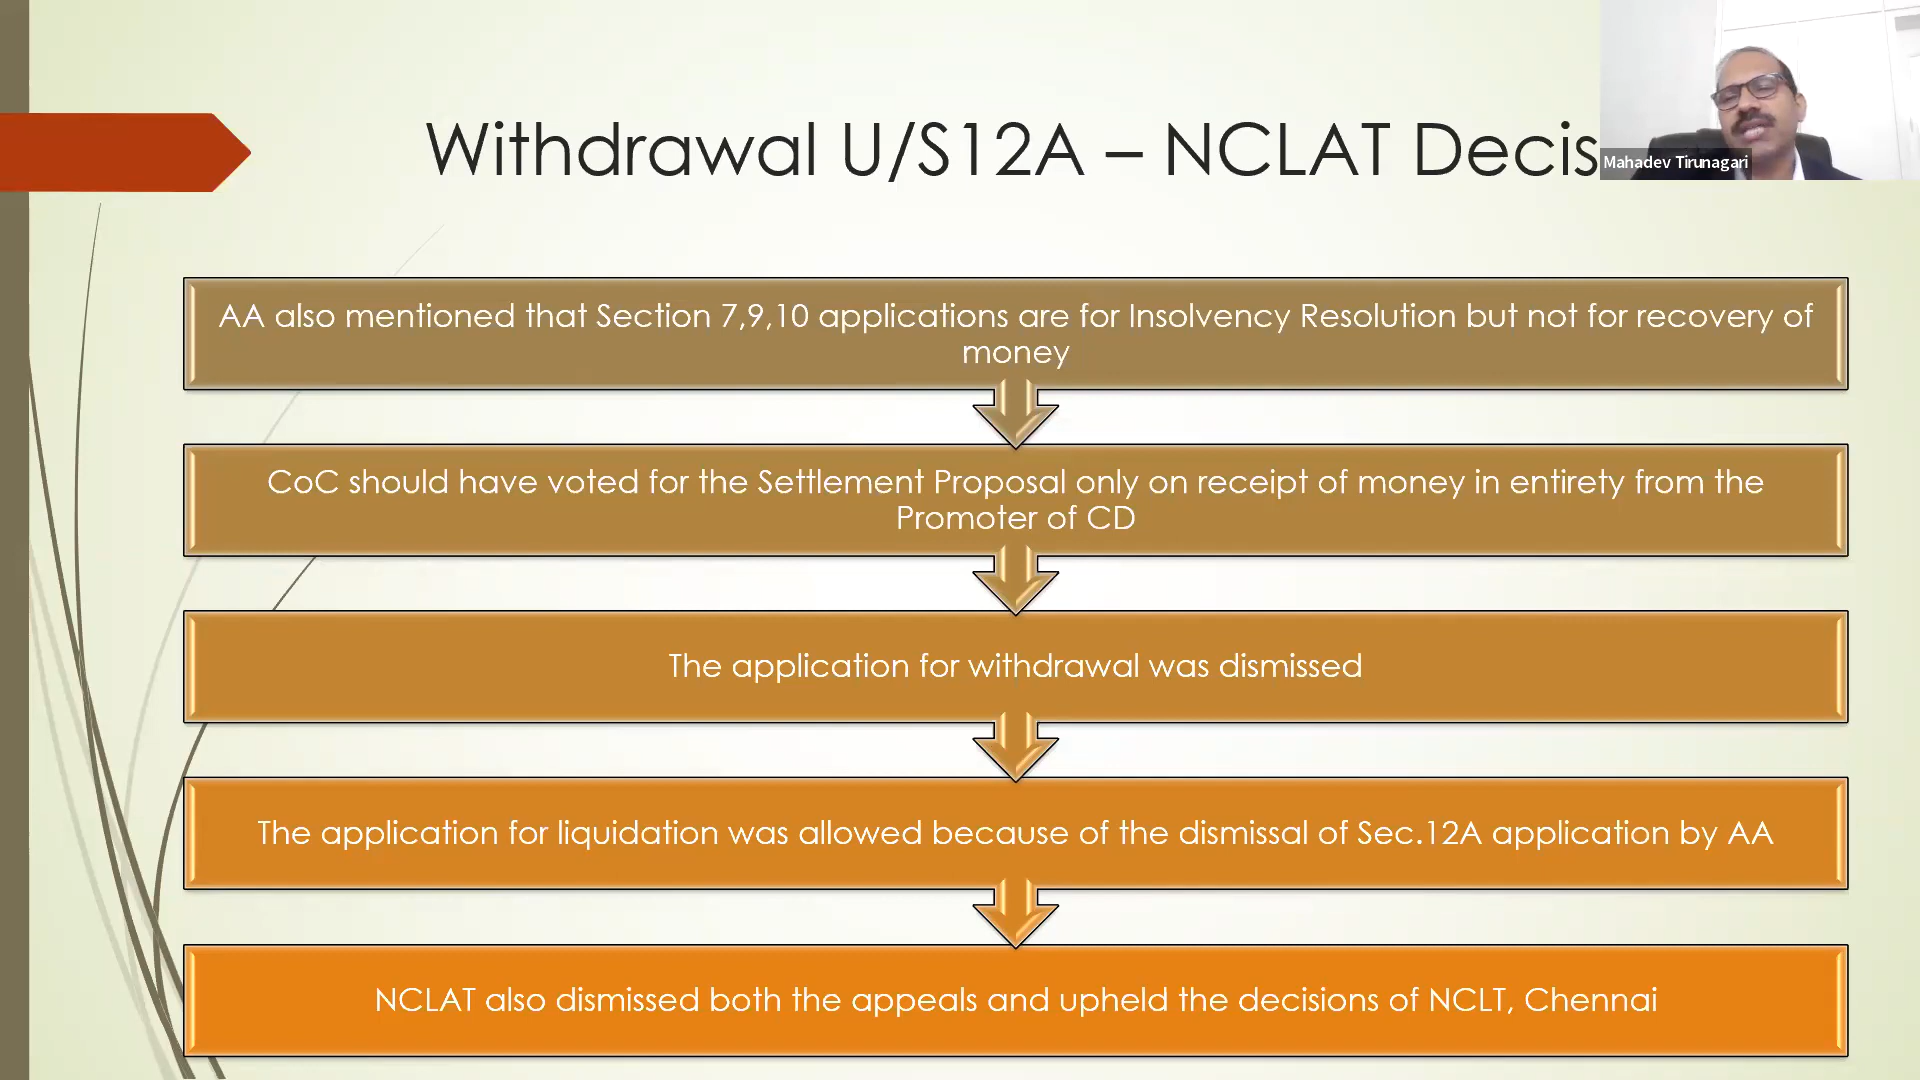 Withdrawal U/S12A – NCLAT Decis
Mahadev Tirunagari
AA also mentioned that Section 7,9,10 applications are for Insolvency Resolution but not for recovery of
money
CoC should have voted for the Settlement Proposal only on receipt of money in entirety from the
Promoter of CD
The application for withdrawal was dismissed
The application for liquidation was allowed because of the dismissal of Sec.12A application by AA
NCLAT also dismissed both the appeals and upheld the decisions of NCLT, Chennai